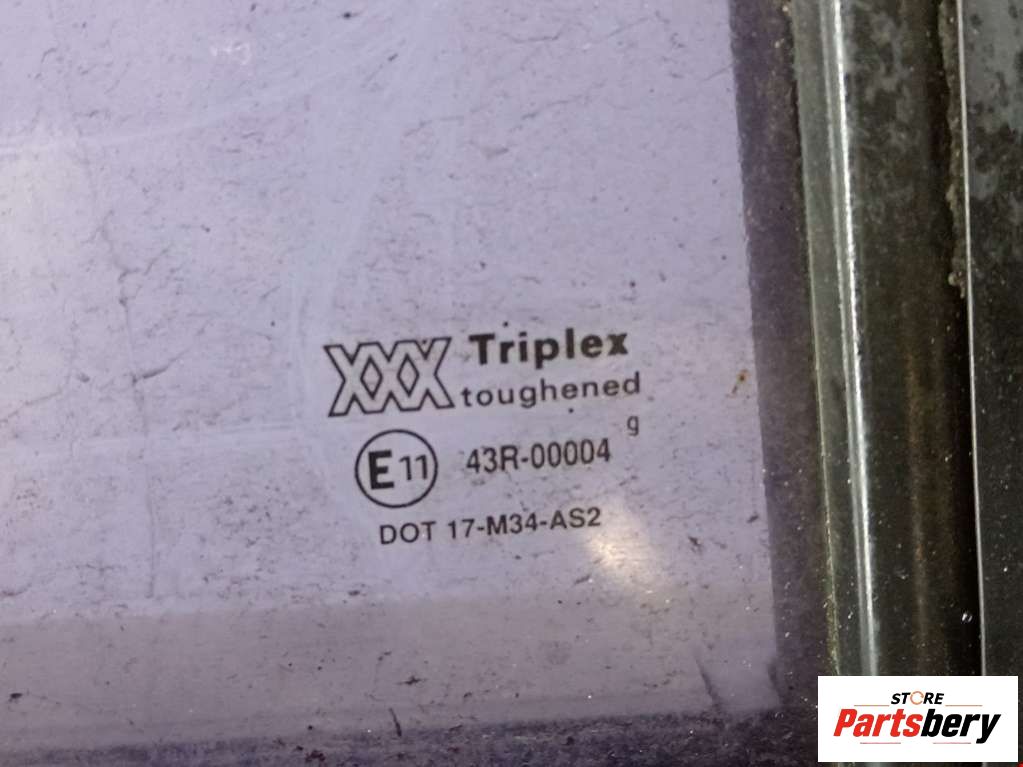 XXX Triplex
toughened
g
E11 43R-00004
DOT 17-M34-AS2
STORE
Partsbery